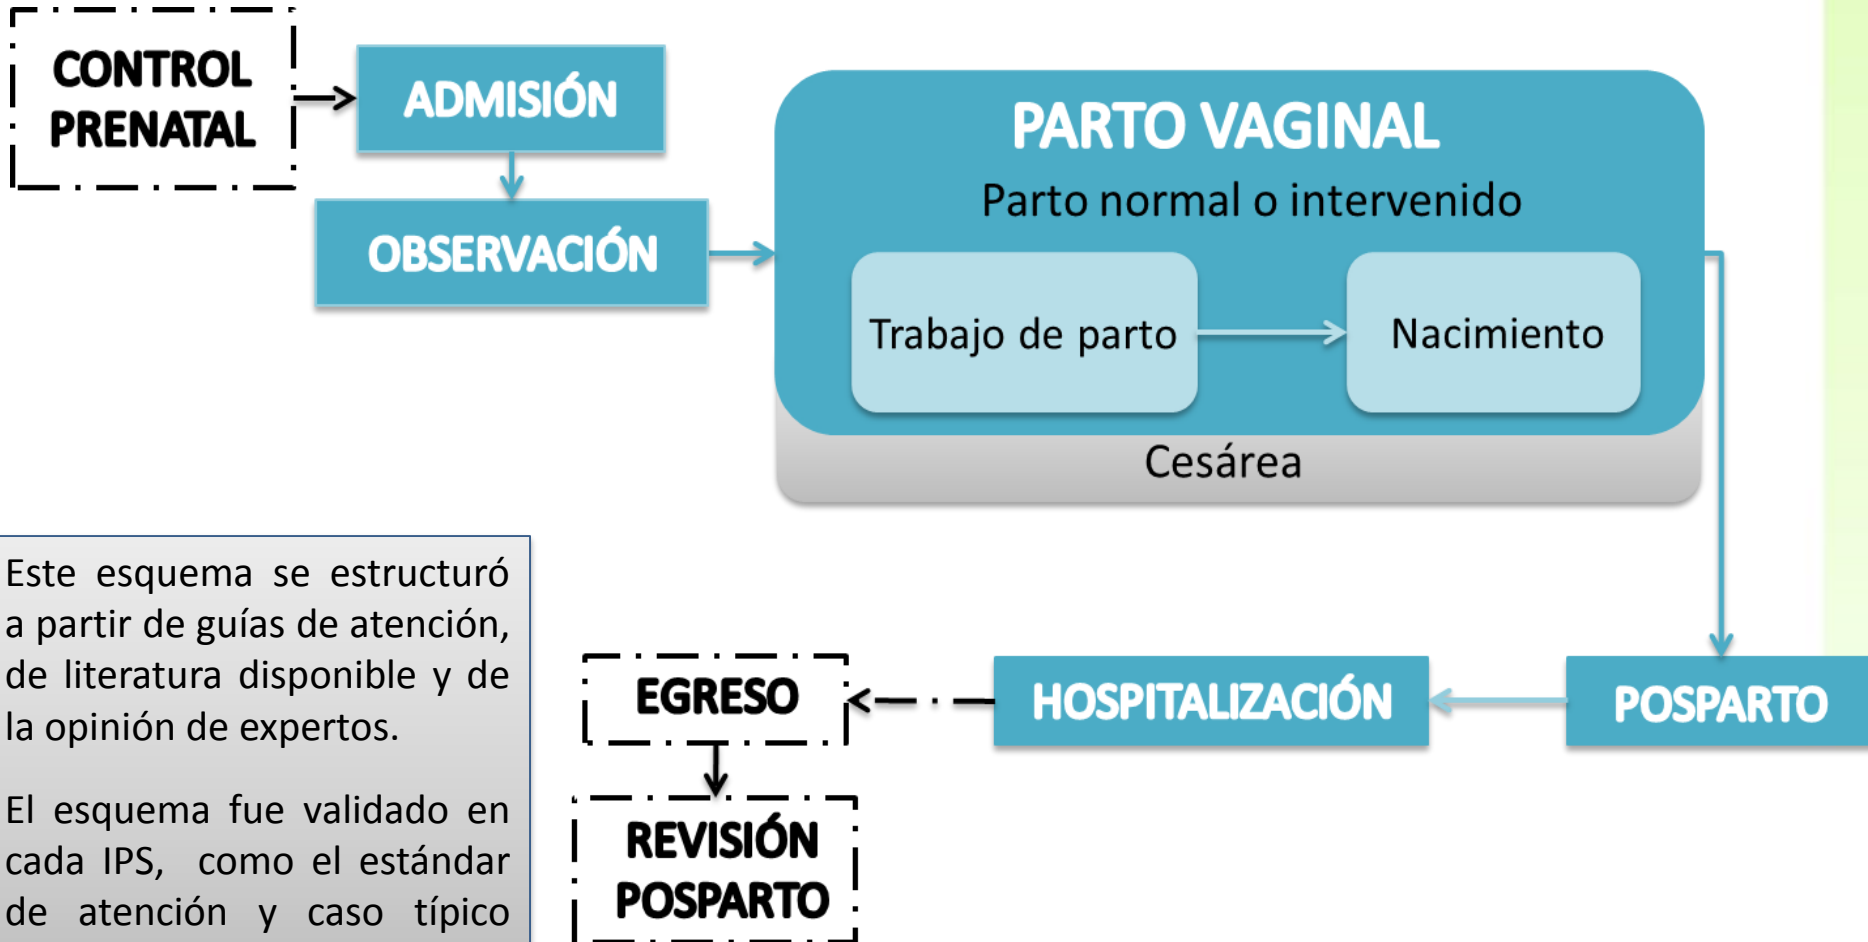 CONTROL
PRENATAL
ADMISIÓN
OBSERVACIÓN
PARTO VAGINAL
Parto normal o intervenido
Trabajo de parto
Nacimiento
Cesárea
POSPARTO
HOSPITALIZACIÓN
EGRESO
REVISIÓN
POSPARTO
Este esquema se estructuró
a partir de guías de atención,
de literatura disponible y de
la opinión de expertos.
El esquema fue validado en
cada IPS, como el estándar
de atención y caso típico